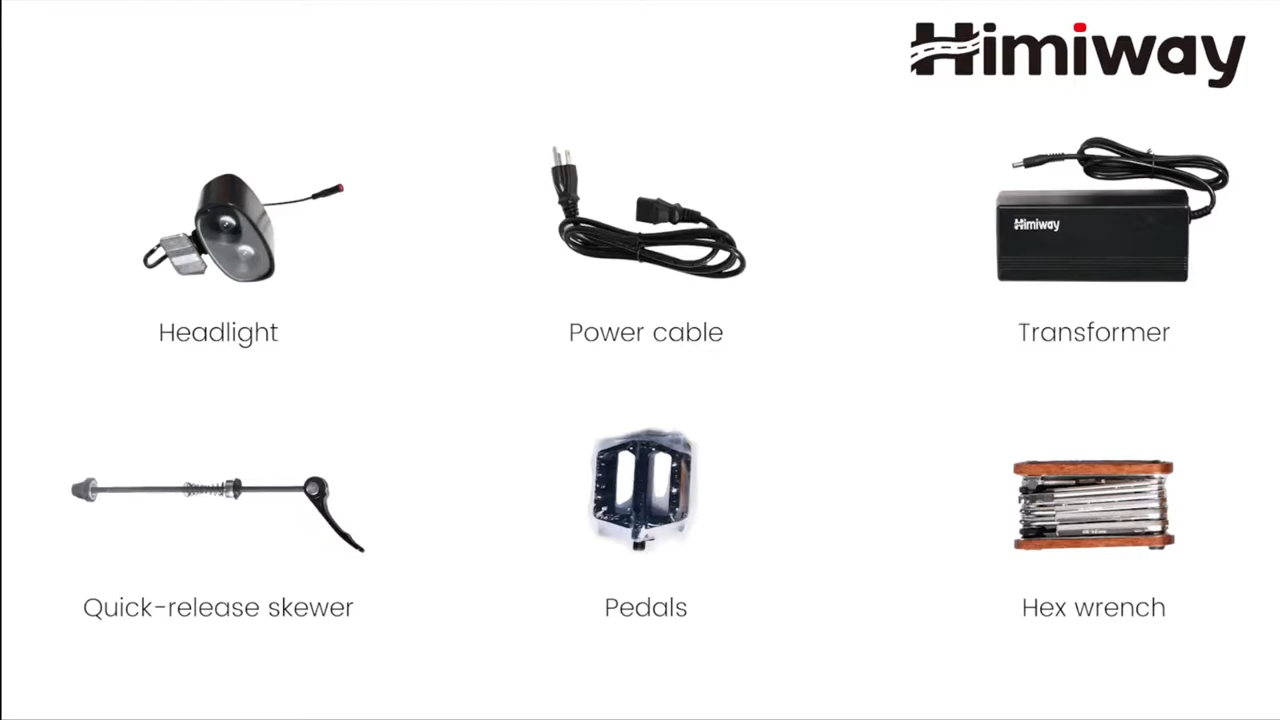 Himiway
Himiway
Headlight
Power cable
Transformer
Quick-release skewer
Pedals
Hex wrench